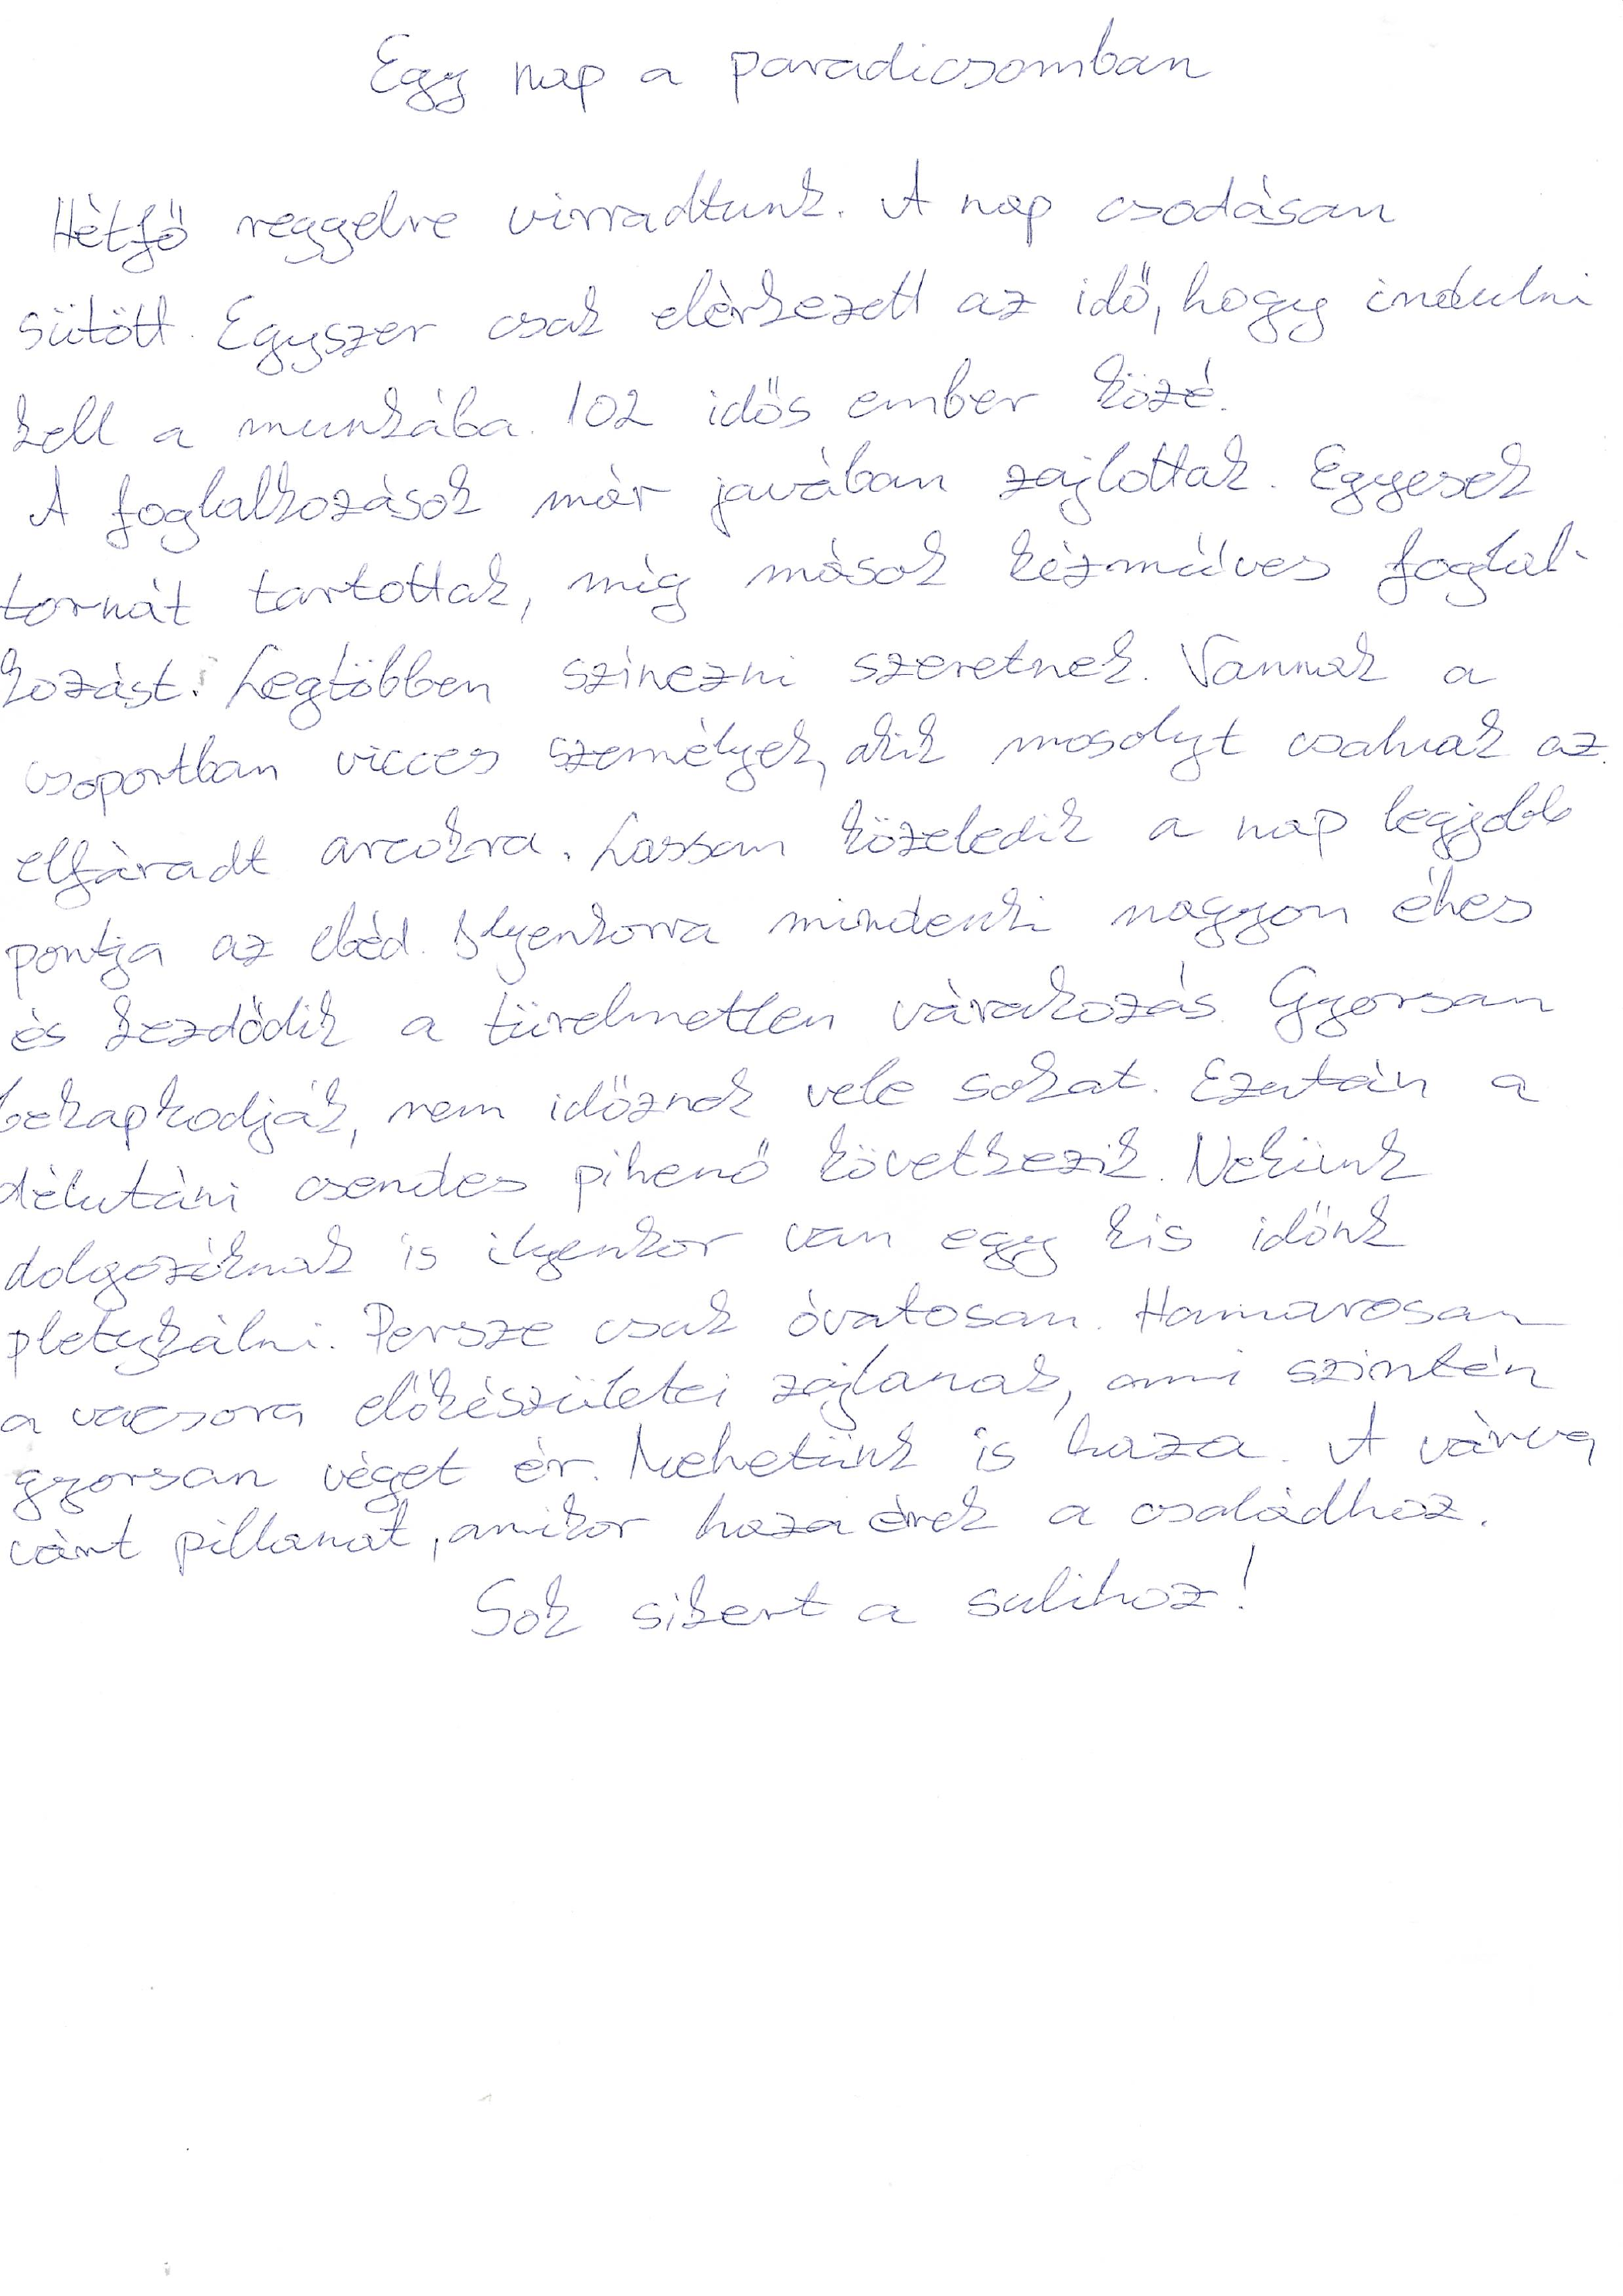 Egy nap a paradicsomban
Hétfő reggelre virradtunk. A nap csodásan
sütött. Egyszer csak elérkezett az idő, hogy indulni
kell a munkába. 102 idős ember közé.
A foglalkozások már javában zajlottak. Egyesek
tornát tartottak, míg mások kézműves foglal-
kozást. Legtöbben színezni szeretnek. Vannak a
csoportban vicces személyek, akik mosolyt csalnak az
elfáradt arcokra. Lassan közeledik a nap legjobb
pontja az ebéd. Ilyenkorra mindenki nagyon éhes
és kezdődik a türelmetlen várakozás. Gyorsan
bekapkodják, nem időznek vele sokat. Ezután a
délutáni csendes pihenő következik. Nekünk
dolgozóknak is ilyenkor van egy kis időnk
pletykálni. Persze csak óvatosan. Hamarosan
a vacsora előkészületei zajlanak, ami szintén
gyorsan véget ér. Mehetünk is haza. A várva
várt pillanat, amikor haza érek a családhoz.
Sok sikert a sulihoz!